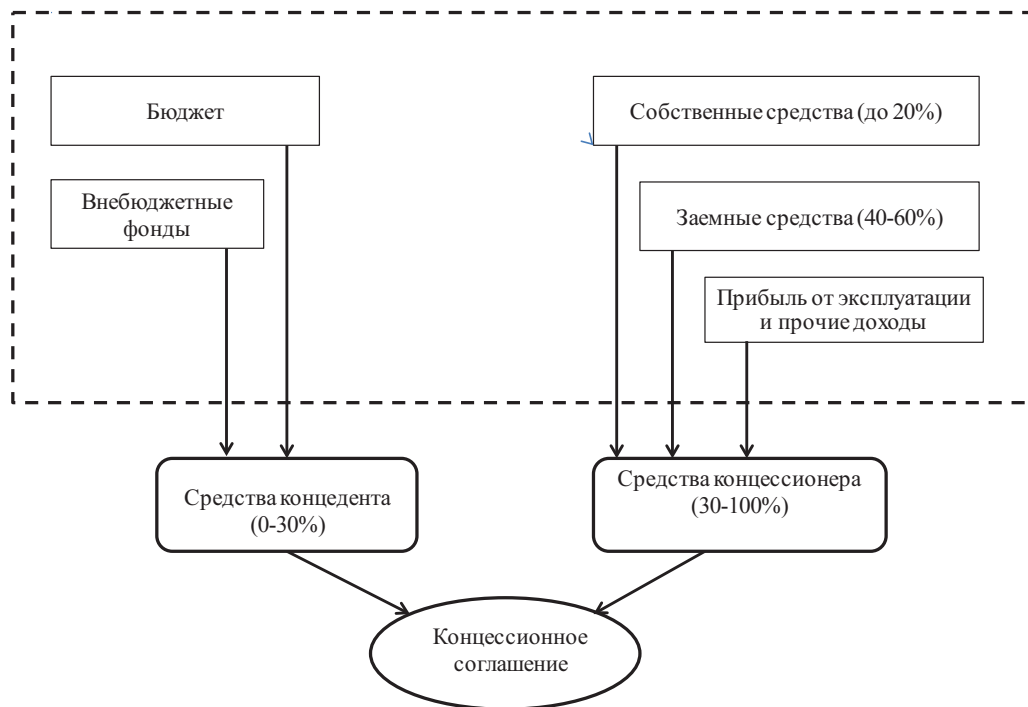 Бюджет
Собственные средства (до 20%)
Внебюджетные
фонды
Заемные средства (40-60%)
Прибыль от эксплуатации
и прочие доходы
Средства концедента
(0-30%)
Средства концессионера
(30-100%)
Концессионное
соглашение